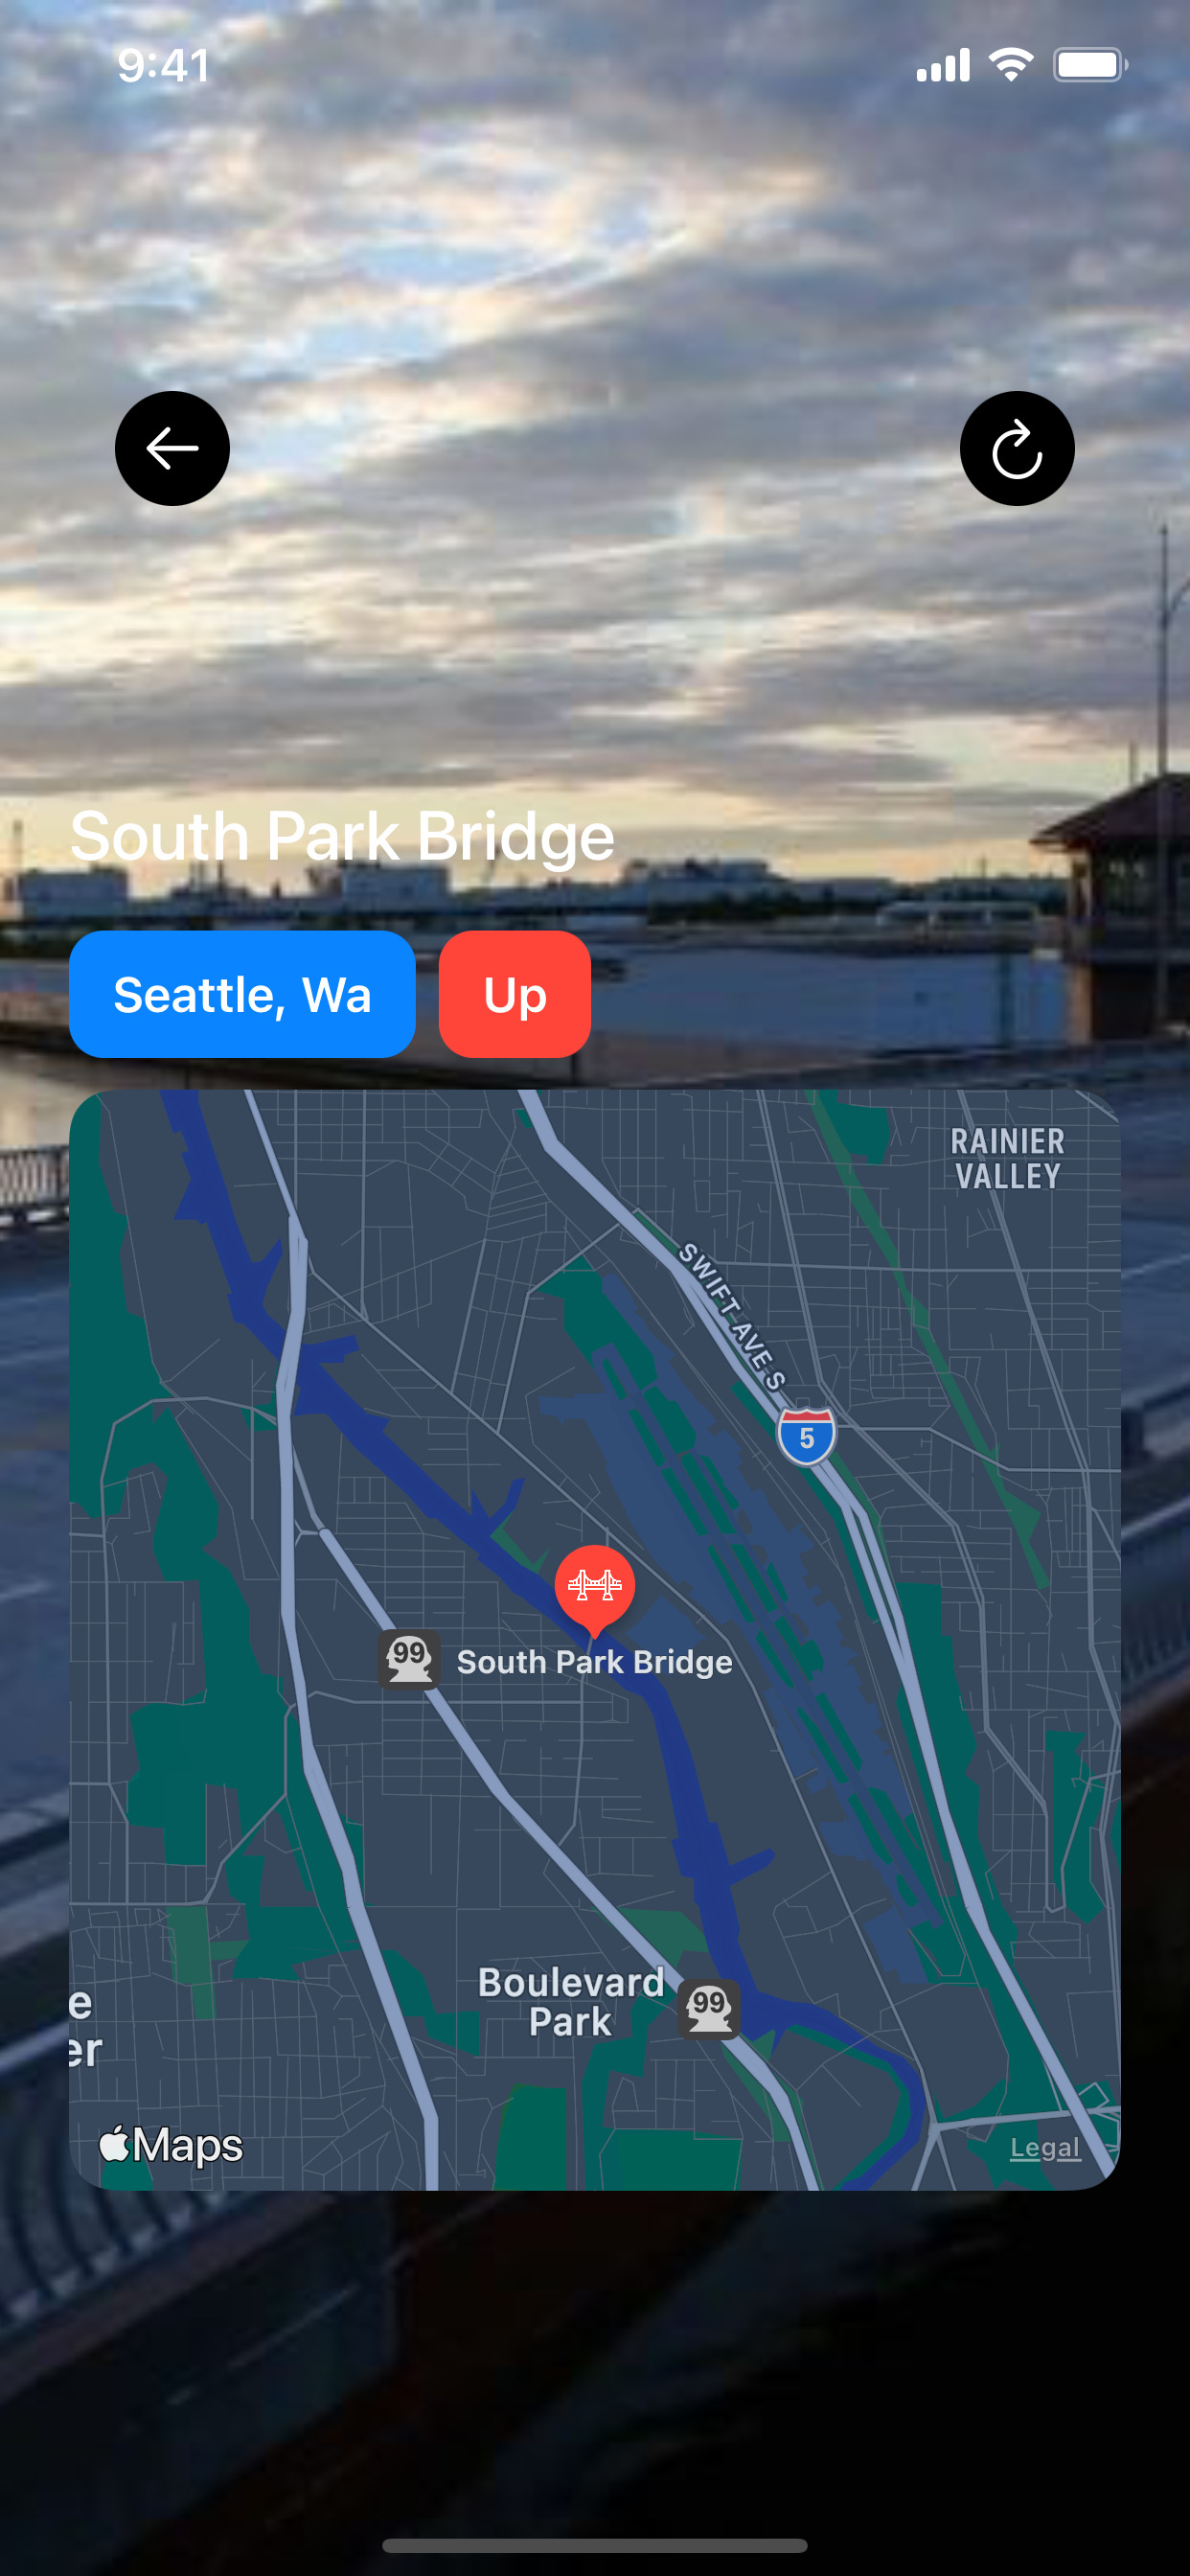 9:41
South Park Bridge
Seattle, Wa
Up
RAINIER
VALLEY
SWIFT AVE S
5
99
South Park Bridge
Boulevard
Park
99
e
er
Maps
Legal